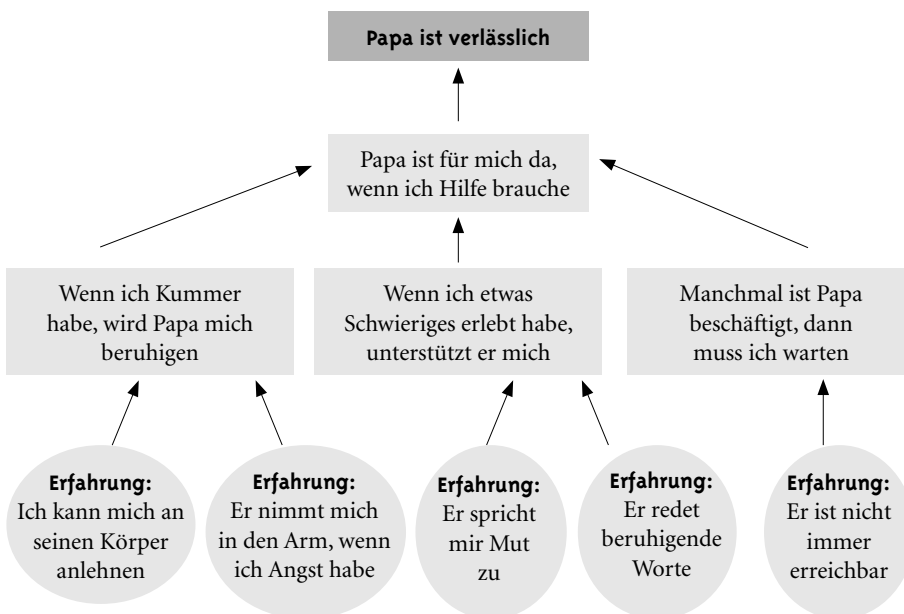 Papa ist verlässlich
Papa ist für mich da,
wenn ich Hilfe brauche
Wenn ich Kummer
habe, wird Papa mich
beruhigen
Wenn ich etwas
Schwieriges erlebt habe,
unterstützt er mich
Manchmal ist Papa
beschäftigt, dann
muss ich warten
Erfahrung:
Ich kann mich an
seinen Körper
anlehnen
Erfahrung:
Er nimmt mich
in den Arm, wenn
ich Angst habe
Erfahrung:
Er spricht
mir Mut
zu
Erfahrung:
Er redet
beruhigende
Worte
Erfahrung:
Er ist nicht
immer
erreichbar